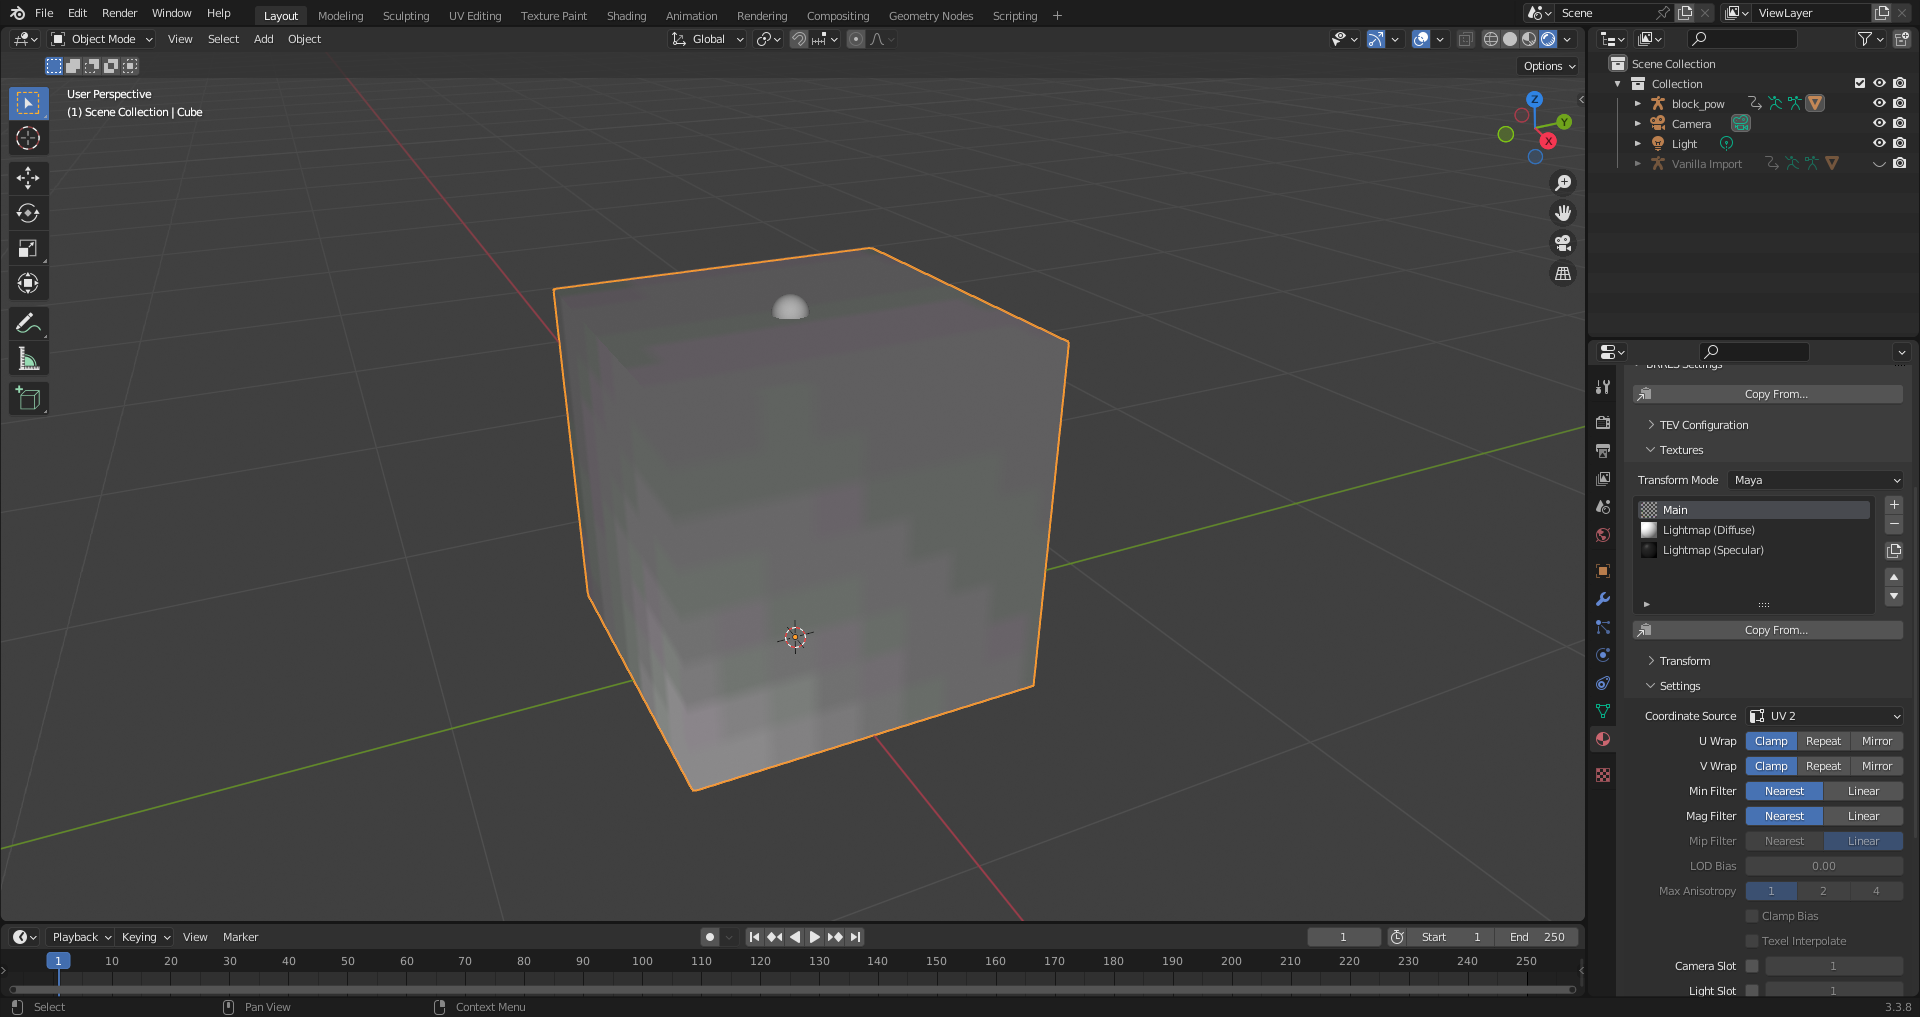 File Edit Render Window Help Layout Modeling Sculpting UV Editing Texture Paint Shading Animation Rendering Compositing Geometry Nodes Scripting + Scene ViewLayer
Object Mode View Select Add Object Global
Options
User Perspective
(1) Scene Collection | Cube
Z
Y
X
Scene Collection
Collection
block_pow
Camera
Light
Vanilla Import
BRRES Settings
Copy From...
TEV Configuration
Textures
Transform Mode Maya
Main
Lightmap (Diffuse)
Lightmap (Specular)
Copy From...
Transform
Settings
Coordinate Source UV 2
U Wrap Clamp Repeat Mirror
V Wrap Clamp Repeat Mirror
Min Filter Nearest Linear
Mag Filter Nearest Linear
Mip Filter Nearest Linear
LOD Bias 0.00
Max Anisotropy 1 2 4
Clamp Bias
Texel Interpolate
Camera Slot 1
Light Slot 1
Playback Keying View Marker 1 Start 1 End 250
1 10 20 30 40 50 60 70 80 90 100 110 120 130 140 150 160 170 180 190 200 210 220 230 240 250
Select Pan View Context Menu 3.3.8